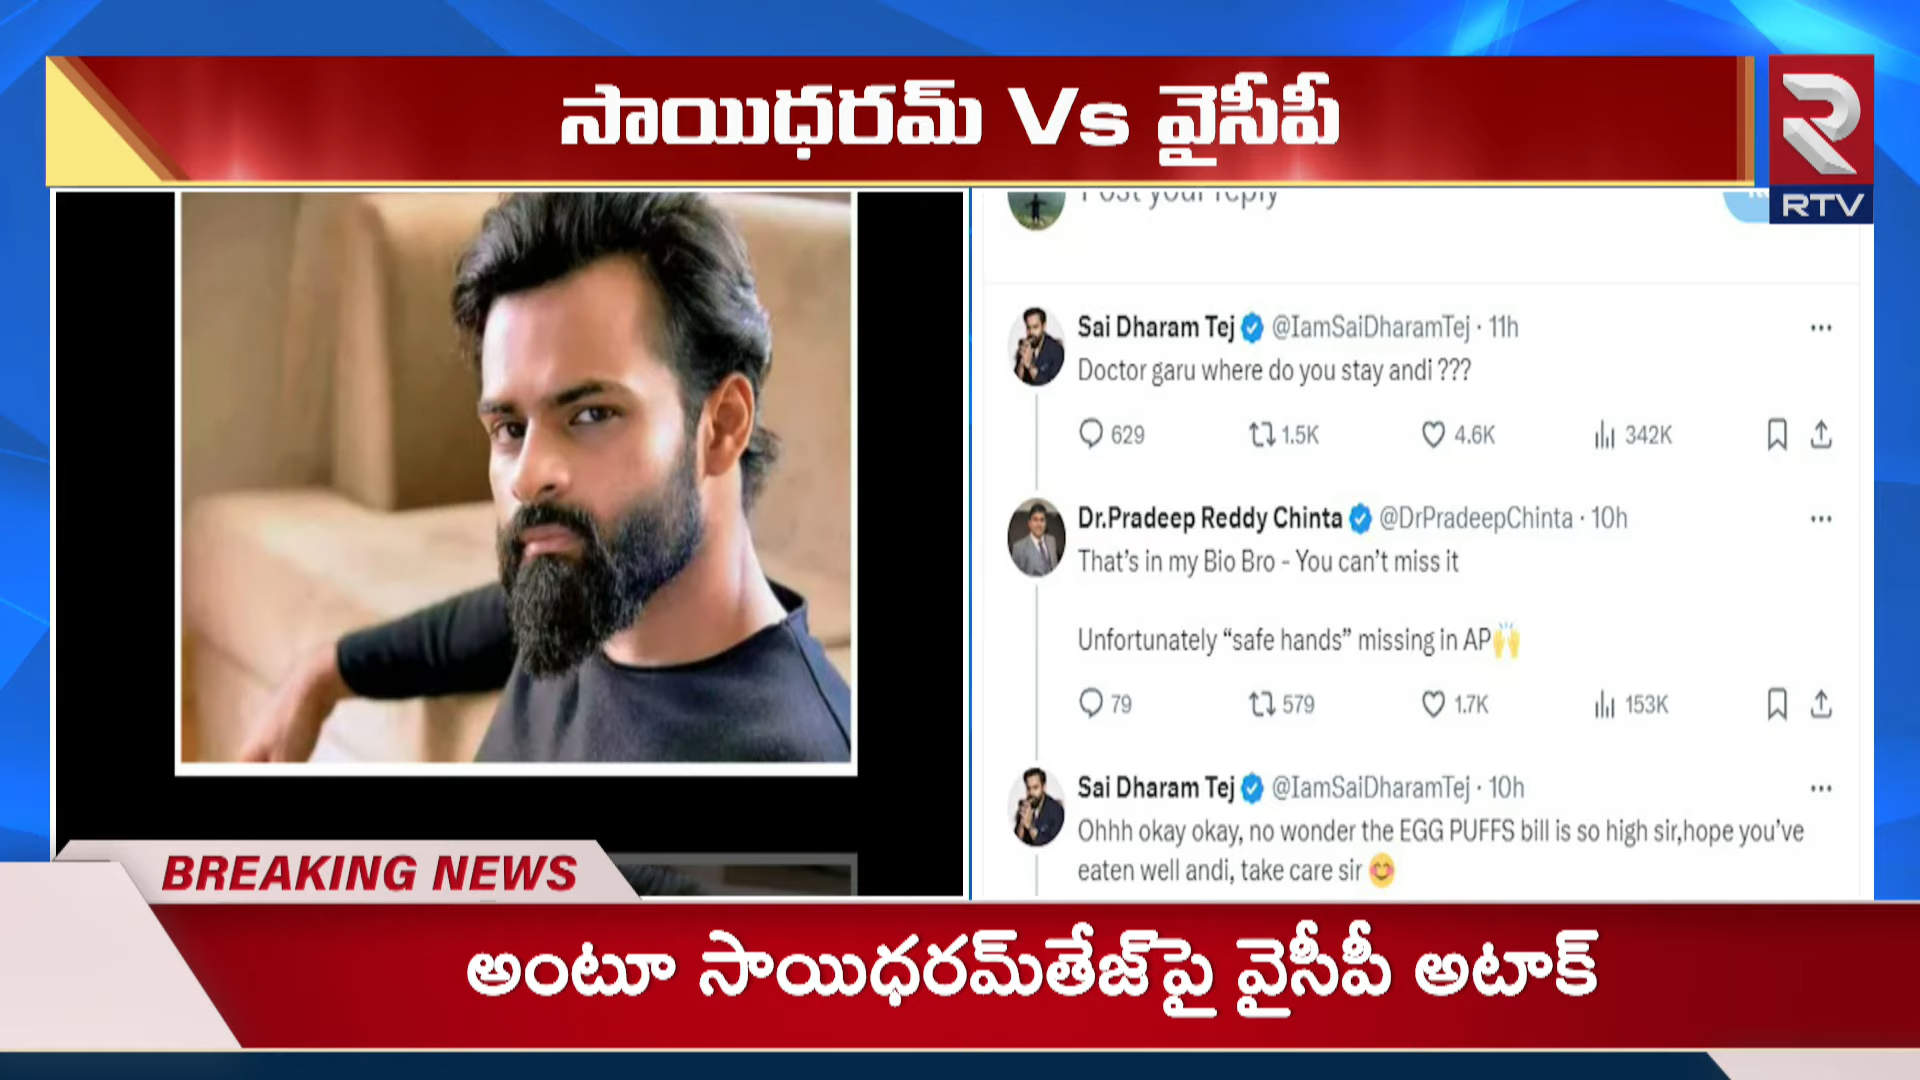 సాయిధరమ్ Vs వైసీపీ
RTV
Post your reply
Sai Dharam Tej @IamSaiDharamTej · 11h
Doctor garu where do you stay andi ???
629 1.5K 4.6K 342K
Dr.Pradeep Reddy Chinta @DrPradeepChinta · 10h
That's in my Bio Bro - You can't miss it
Unfortunately “safe hands” missing in AP🙌
79 579 1.7K 153K
Sai Dharam Tej @IamSaiDharamTej · 10h
Ohhh okay okay, no wonder the EGG PUFFS bill is so high sir,hope you've
eaten well andi, take care sir 😊
BREAKING NEWS
అంటూ సాయిధరమ్‌తేజ్‌పై వైసీపీ అటాక్